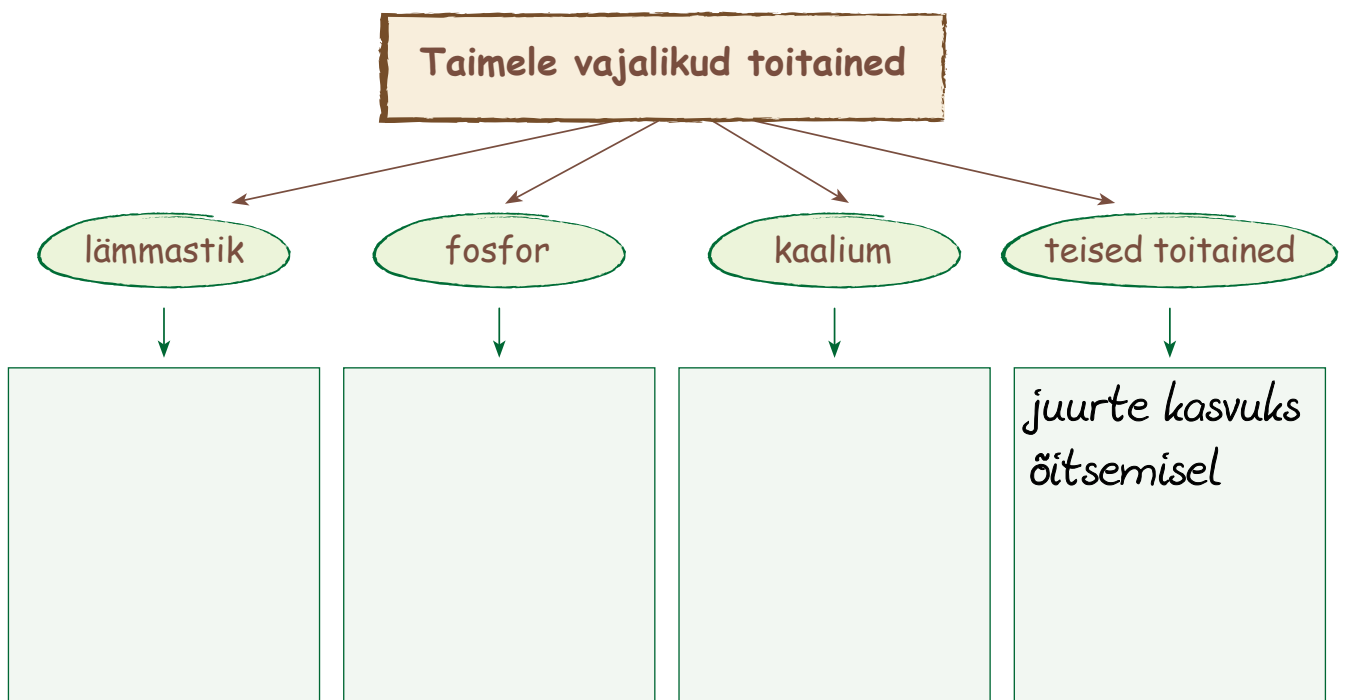 Taimele vajalikud toitained
lämmastik
fosfor
kaalium
teised toitained
juurte kasvuks
õitsemisel